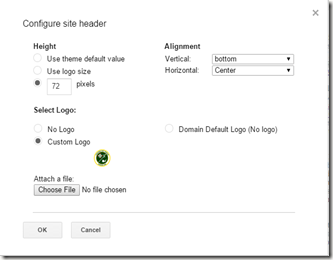 Configure site header
Height
Alignment
Use theme default value
Vertical: bottom
Use logo size
Horizontal: Center
72 pixels
Select Logo:
No Logo
Domain Default Logo (No logo)
Custom Logo
Attach a file:
Choose File No file chosen
OK
Cancel